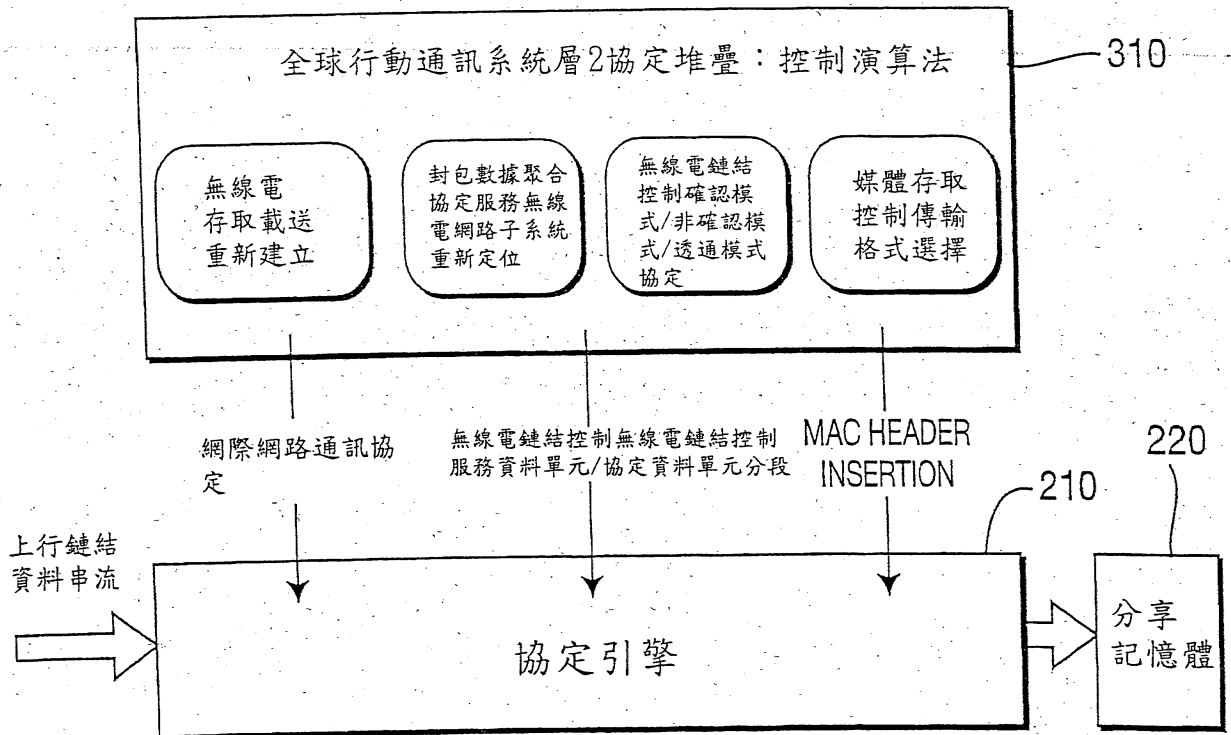 全球行動通訊系統層2協定堆疊：控制演算法
310
無線電
存取載送
重新建立
封包數據聚合
協定服務無線
電網路子系統
重新定位
無線電鏈結
控制確認模
式/非確認模
式/透通模式
協定
媒體存取
控制傳輸
格式選擇
網際網路通訊協
定
無線電鏈結控制無線電鏈結控制
服務資料單元/協定資料單元分段
MAC HEADER
INSERTION
220
210
上行鏈結
資料串流
協定引擎
分享
記憶體